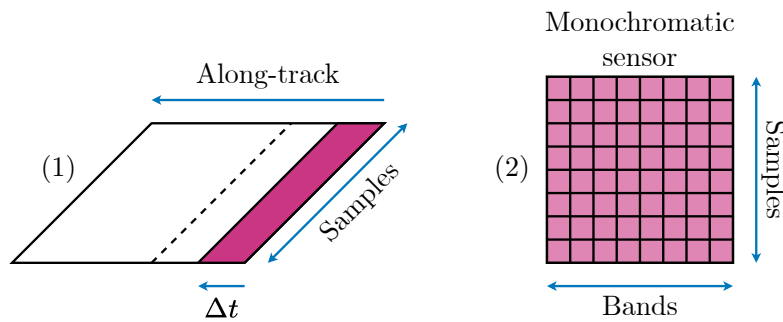 Along-track
(1)
Samples
Δt
Monochromatic
sensor
(2)
Samples
Bands